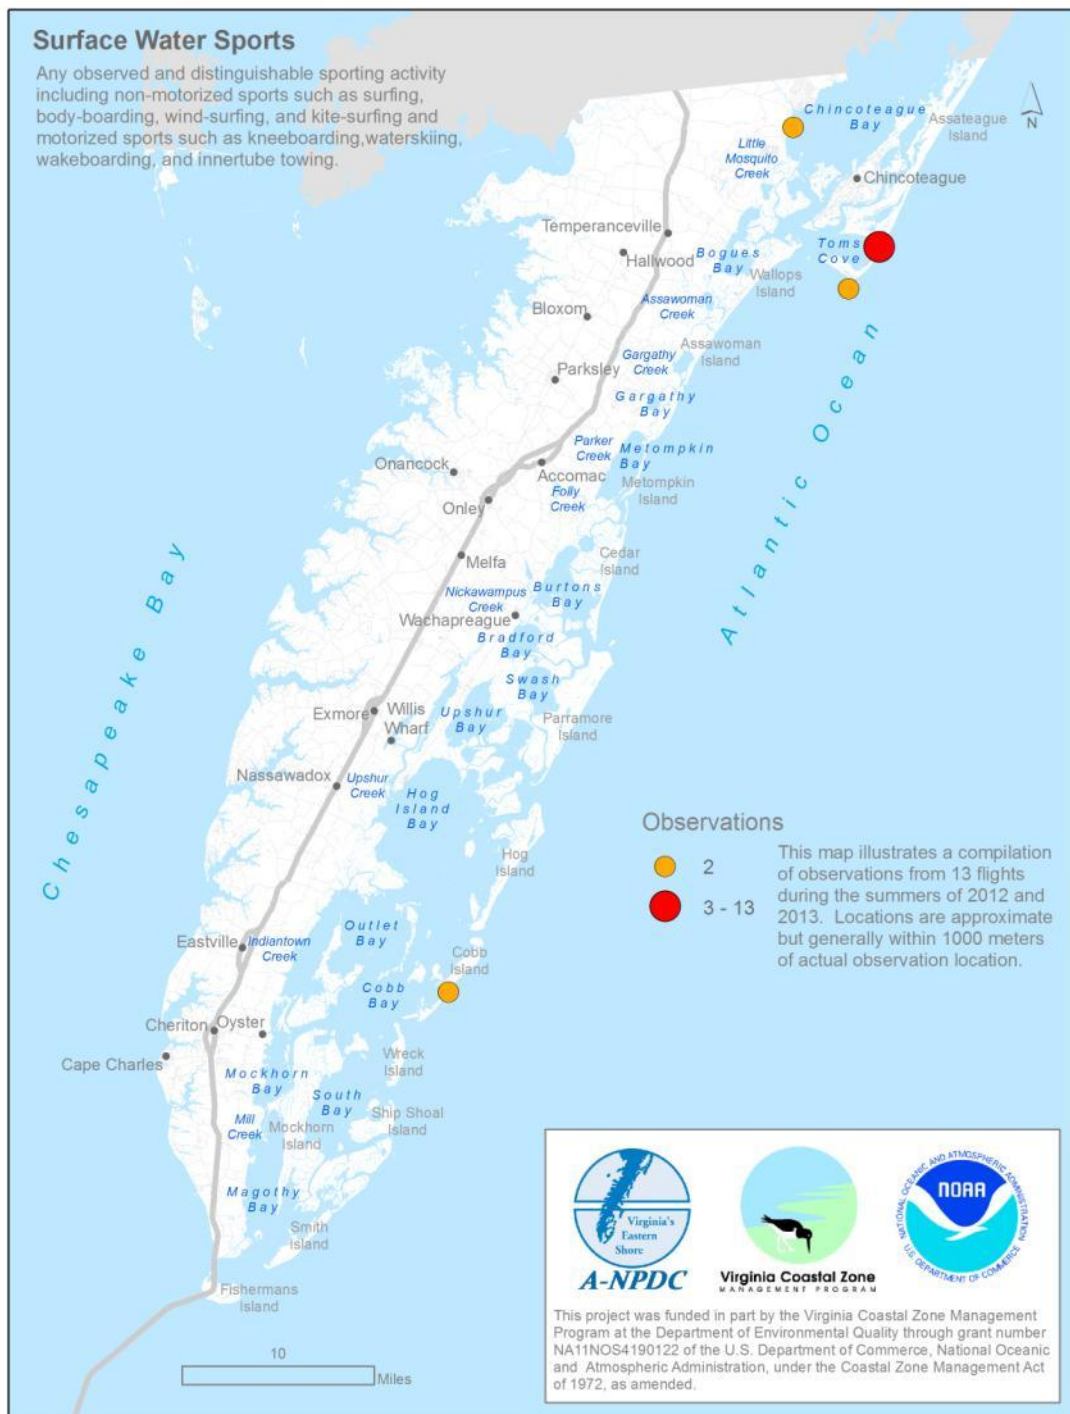 Surface Water Sports
Any observed and distinguishable sporting activity
including non-motorized sports such as surfing,
body-boarding, wind-surfing, and kite-surfing and
motorized sports such as kneeboarding,waterskiing,
wakeboarding, and innertube towing.
Chincoteague
Bay
Assateague
Island
N
Little
Mosquito
Creek
Chincoteague
Temperanceville
Hallwood
Toms
Cove
Bogues
Bay
Wallops
Island
Bloxom
Assawoman
Creek
Assawoman
Island
Parksley
Gargathy
Creek
Gargathy
Bay
Atlantic Ocean
Onancock
Parker
Creek
Metompkin
Bay
Accomac
Metompkin
Island
Onley
Folly
Creek
Melfa
Cedar
Island
Nickawampus
Creek
Burtons
Bay
Wachapreague
Bradford
Bay
Swash
Bay
Chesapeake Bay
Exmore
Willis
Wharf
Upshur
Bay
Parramore
Island
Nassawadox
Upshur
Creek
Hog
Island
Bay
Hog
Island
Observations
2
3 - 13
This map illustrates a compilation
of observations from 13 flights
during the summers of 2012 and
2013. Locations are approximate
but generally within 1000 meters
of actual observation location.
Eastville
Indiantown
Creek
Outlet
Bay
Cobb
Island
Cobb
Bay
Cheriton
Oyster
Cape Charles
Wreck
Island
Mockhorn
Bay
South
Bay
Mill
Creek
Mockhorn
Island
Ship Shoal
Island
Magothy
Bay
Smith
Island
Fishermans
Island
10
Miles
Virginia's
Eastern
Shore
A-NPDC
Virginia Coastal Zone
MANAGEMENT PROGRAM
NATIONAL OCEANIC AND ATMOSPHERIC ADMINISTRATION
NOAA
U.S. DEPARTMENT OF COMMERCE
This project was funded in part by the Virginia Coastal Zone Management
Program at the Department of Environmental Quality through grant number
NA11NOS4190122 of the U.S. Department of Commerce, National Oceanic
and Atmospheric Administration, under the Coastal Zone Management Act
of 1972, as amended.